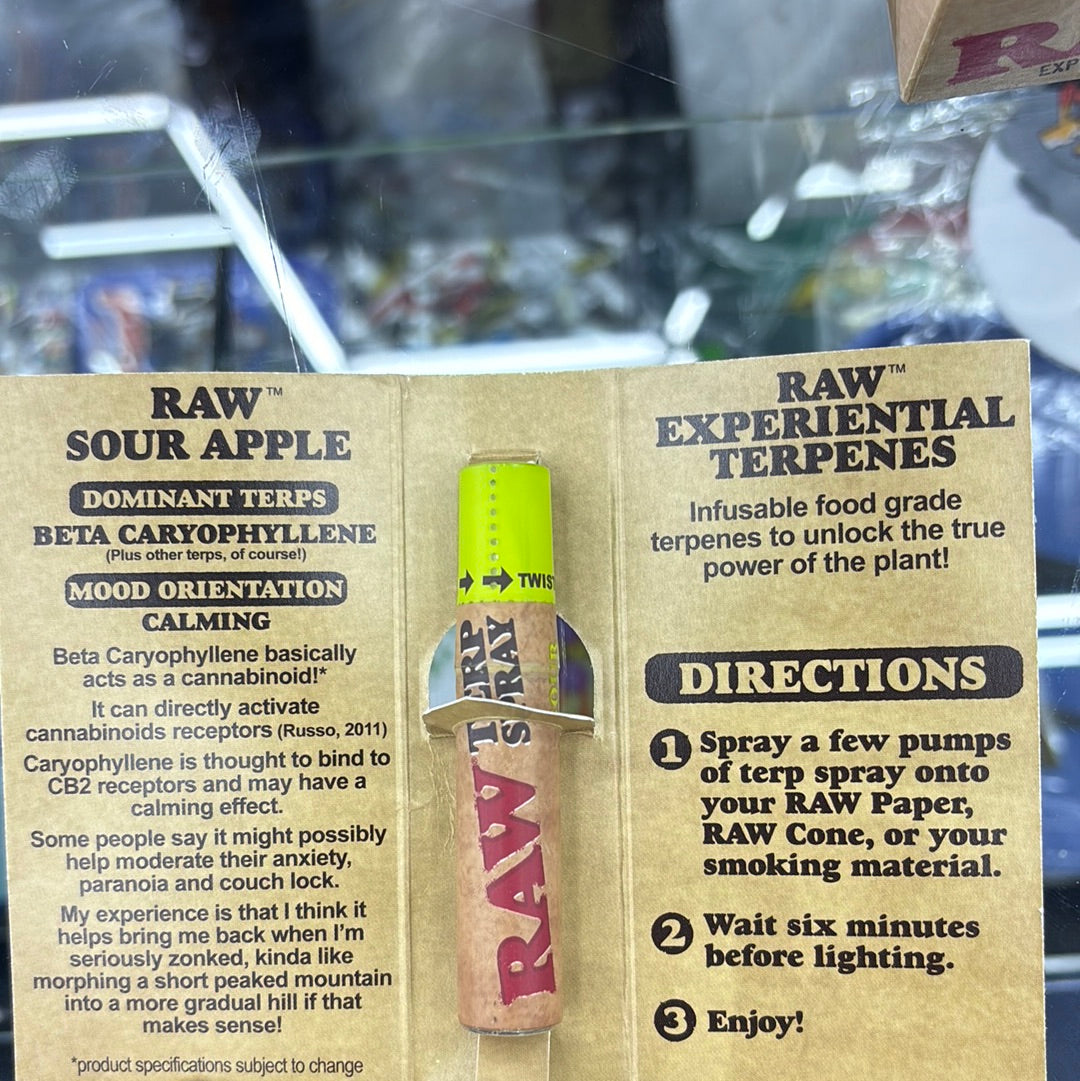 RAW™
SOUR APPLE
DOMINANT TERPS
BETA CARYOPHYLLENE
(Plus other terps, of course!)
MOOD ORIENTATION
CALMING
Beta Caryophyllene basically
acts as a cannabinoid!*
It can directly activate
cannabinoids receptors (Russo, 2011)
Caryophyllene is thought to bind to
CB2 receptors and may have a
calming effect.
Some people say it might possibly
help moderate their anxiety,
paranoia and couch lock.
My experience is that I think it
helps bring me back when I'm
seriously zonked, kinda like
morphing a short peaked mountain
into a more gradual hill if that
makes sense!
*product specifications subject to change
TWIST
TERP
SPRAY
RAW
RAW™
EXPERIENTIAL
TERPENES
Infusable food grade
terpenes to unlock the true
power of the plant!
DIRECTIONS
1 Spray a few pumps
of terp spray onto
your RAW Paper,
RAW Cone, or your
smoking material.
2 Wait six minutes
before lighting.
3 Enjoy!